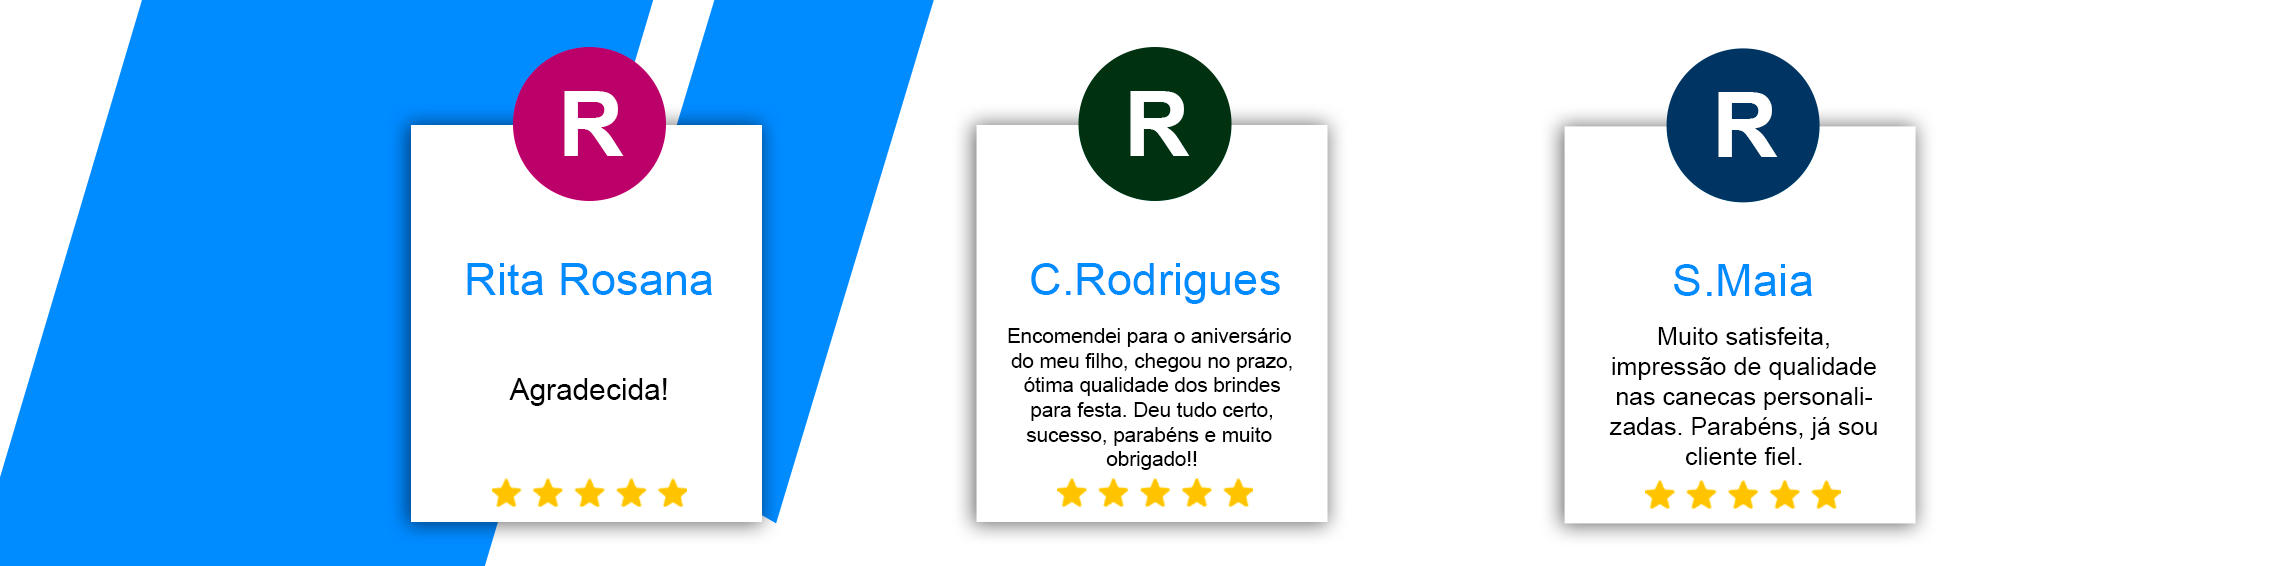 R
Rita Rosana
Agradecida!
R
C.Rodrigues
Encomendei para o aniversário
do meu filho, chegou no prazo,
ótima qualidade dos brindes
para festa. Deu tudo certo,
sucesso, parabéns e muito
obrigado!!
R
S.Maia
Muito satisfeita,
impressão de qualidade
nas canecas personali-
zadas. Parabéns, já sou
cliente fiel.